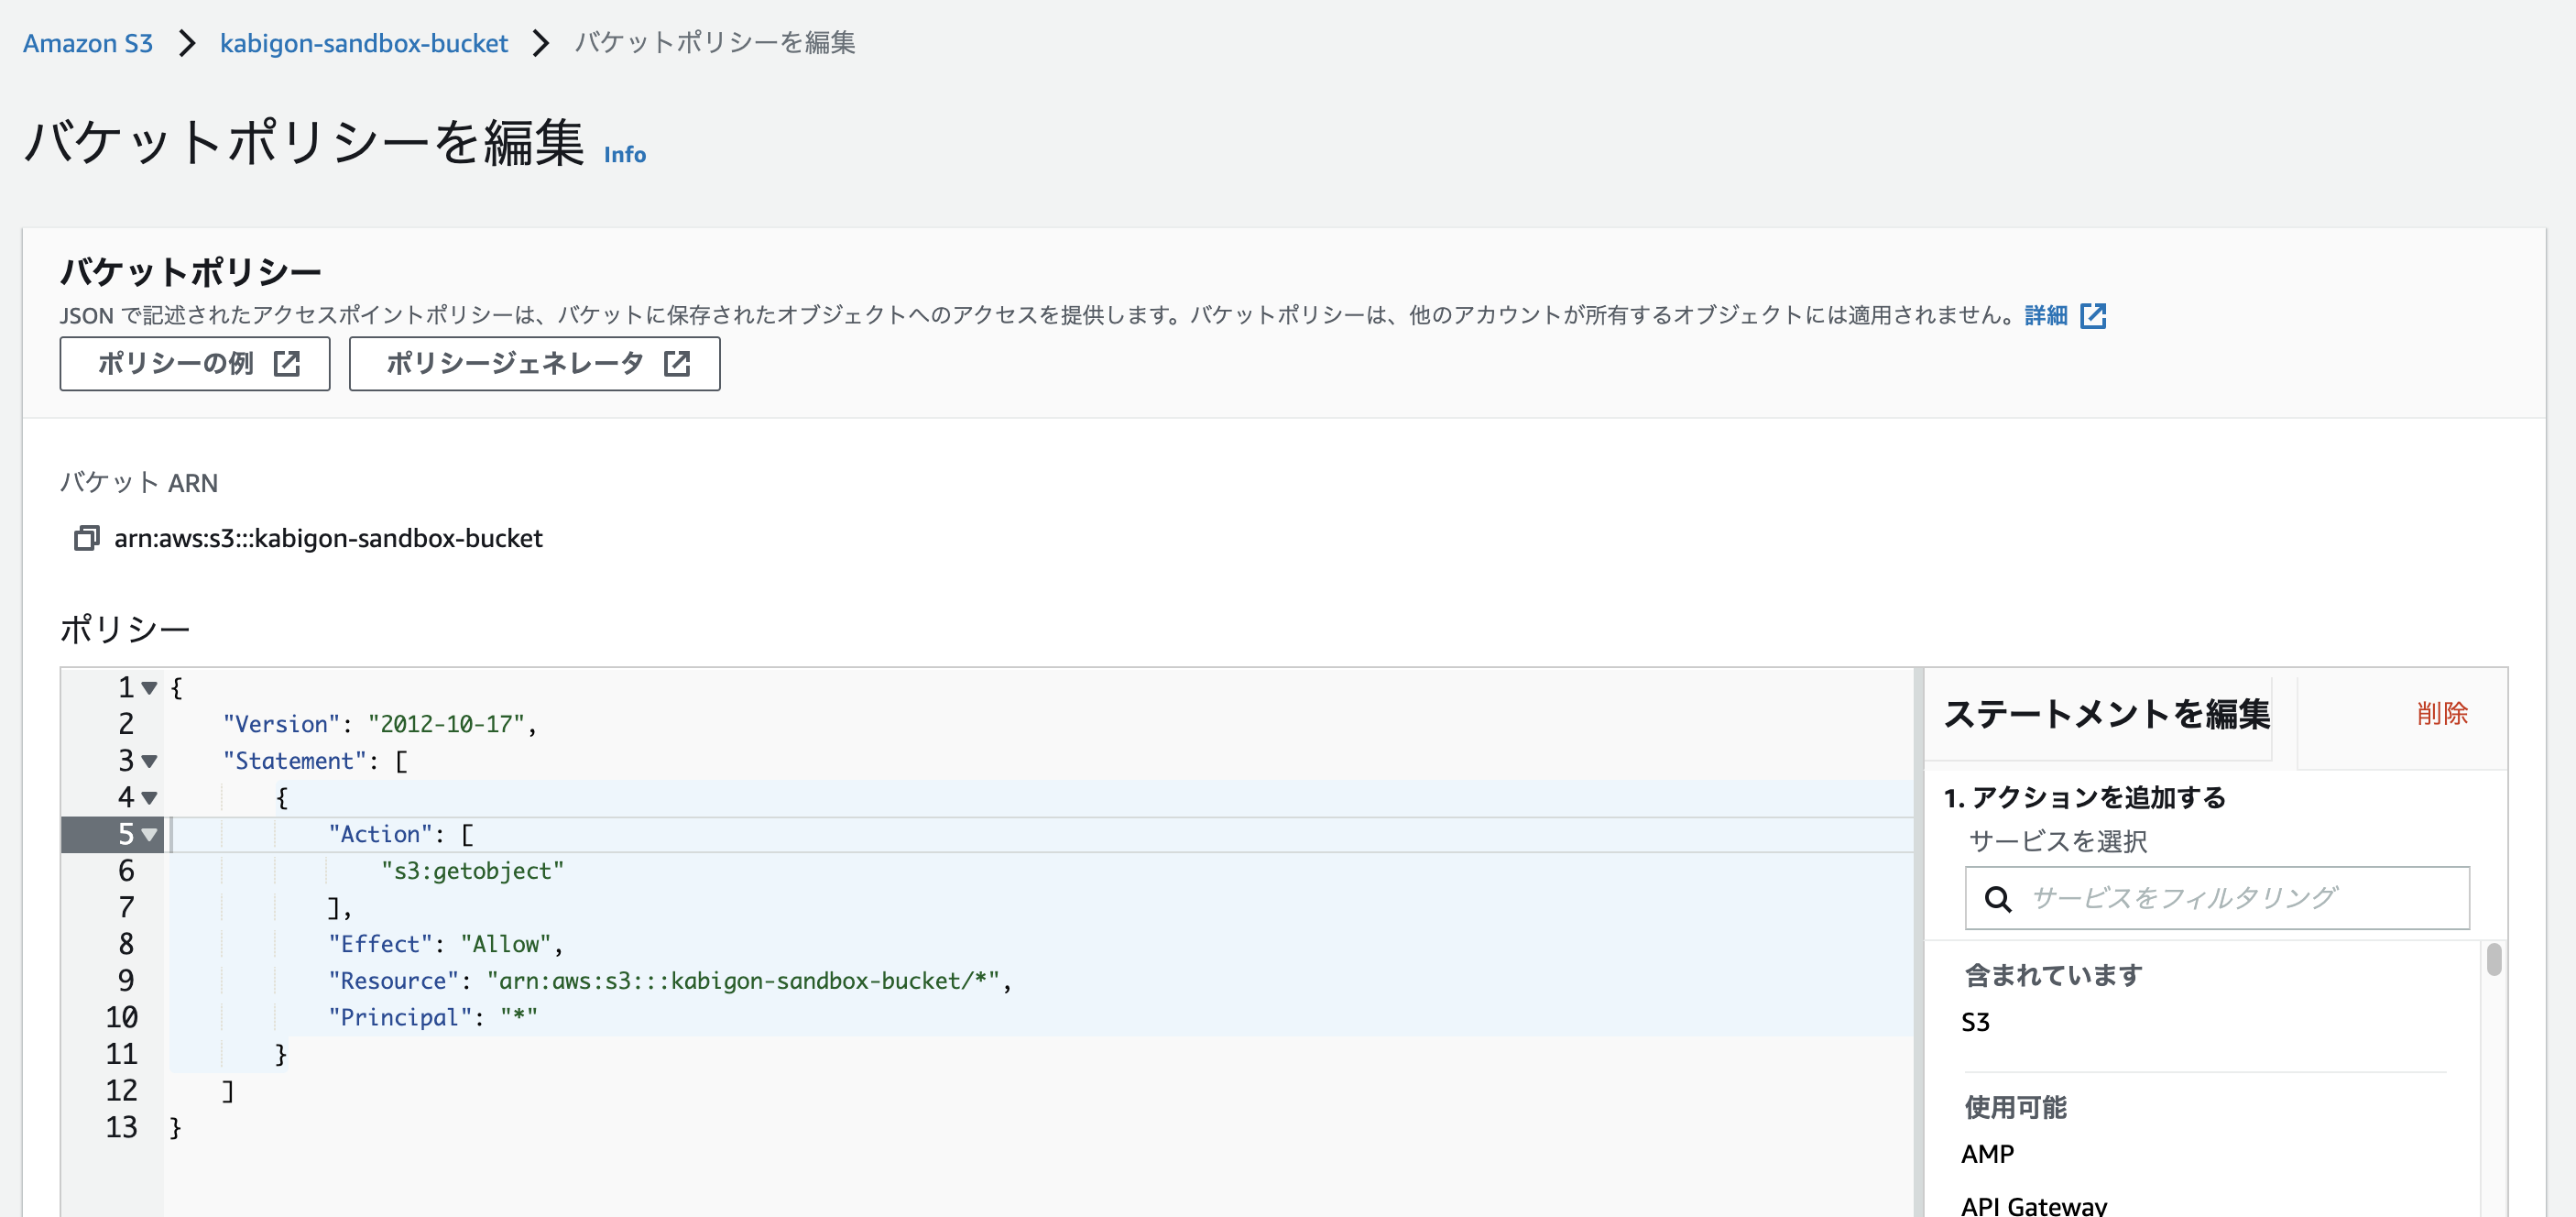 Amazon S3 > kabigon-sandbox-bucket > バケットポリシーを編集
バケットポリシーを編集 Info
バケットポリシー
JSON で記述されたアクセスポイントポリシーは、バケットに保存されたオブジェクトへのアクセスを提供します。バケットポリシーは、他のアカウントが所有するオブジェクトには適用されません。詳細
ポリシーの例 ポリシージェネレータ
バケット ARN
arn:aws:s3:::kabigon-sandbox-bucket
ポリシー
1 {
2 "Version": "2012-10-17",
3 "Statement": [
4 {
5 "Action": [
6 "s3:getobject"
7 ],
8 "Effect": "Allow",
9 "Resource": "arn:aws:s3:::kabigon-sandbox-bucket/*",
10 "Principal": "*"
11 }
12 ]
13 }
ステートメントを編集 削除
1. アクションを追加する
サービスを選択
サービスをフィルタリング
含まれています
S3
使用可能
AMP
API Gateway